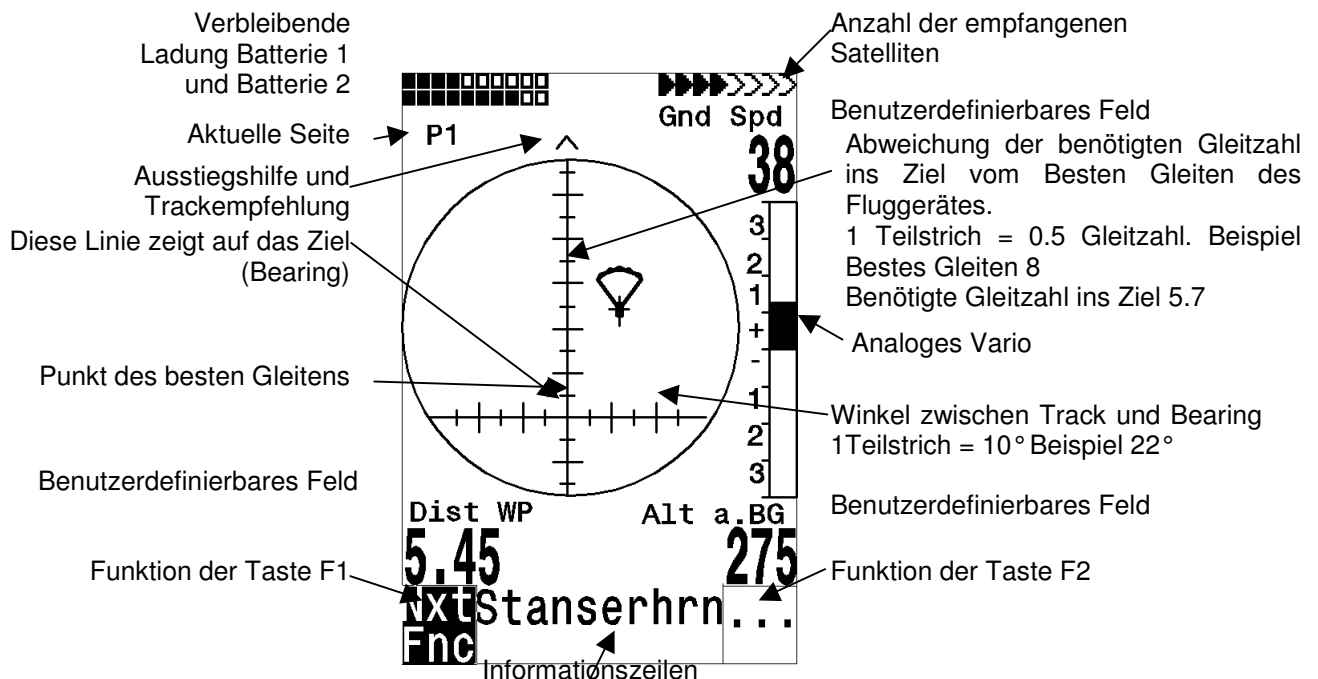 Verbleibende
Ladung Batterie 1
und Batterie 2
Anzahl der empfangenen
Satelliten
Aktuelle Seite
P1
Gnd Spd
38
Benutzerdefinierbares Feld
Ausstiegshilfe und
Trackempfehlung
Abweichung der benötigten Gleitzahl
ins Ziel vom Besten Gleiten des
Fluggerätes.
1 Teilstrich = 0.5 Gleitzahl. Beispiel
Bestes Gleiten 8
Benötigte Gleitzahl ins Ziel 5.7
Diese Linie zeigt auf das Ziel
(Bearing)
3
2
1
+
-
1
2
3
Analoges Vario
Punkt des besten Gleitens
Winkel zwischen Track und Bearing
1Teilstrich = 10° Beispiel 22°
Benutzerdefinierbares Feld
Benutzerdefinierbares Feld
Dist WP
Alt a.BG
5.45
275
Funktion der Taste F1
Funktion der Taste F2
Nxt
Fnc
Stanserhrn
...
Informationszeilen